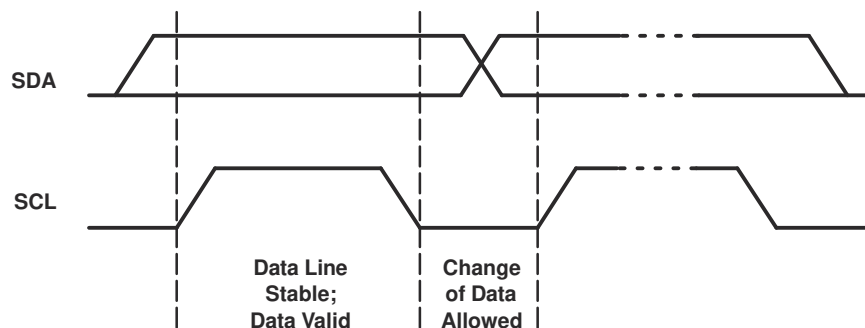 SDA
SCL
Data Line
Stable;
Data Valid
Change
of Data
Allowed